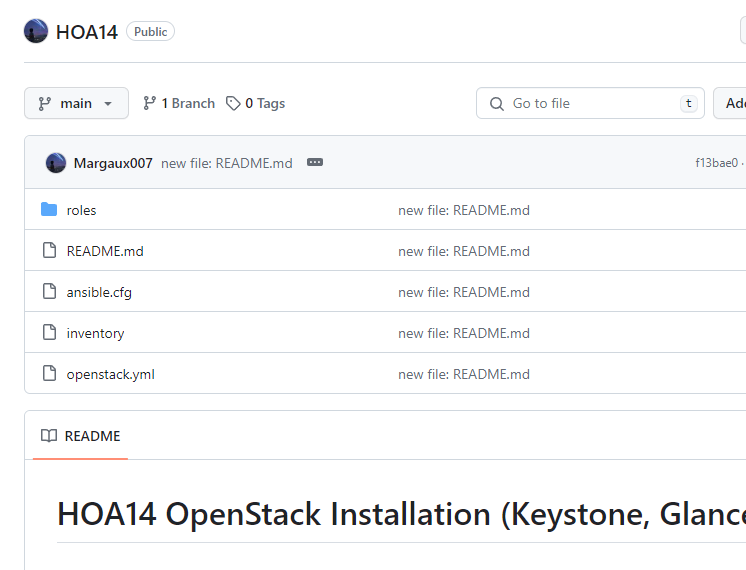 HOA14 Public
main 1 Branch 0 Tags Go to file t Add
Margaux007 new file: README.md f13bae0 ·
roles new file: README.md
README.md new file: README.md
ansible.cfg new file: README.md
inventory new file: README.md
openstack.yml new file: README.md
README
HOA14 OpenStack Installation (Keystone, Glance